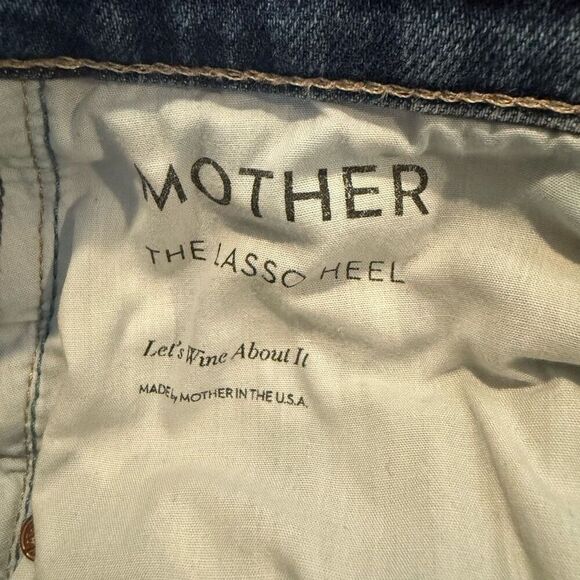 MOTHER
THE LASSO HEEL
Let's Wine About It
MADE by MOTHER IN THE U.S.A.